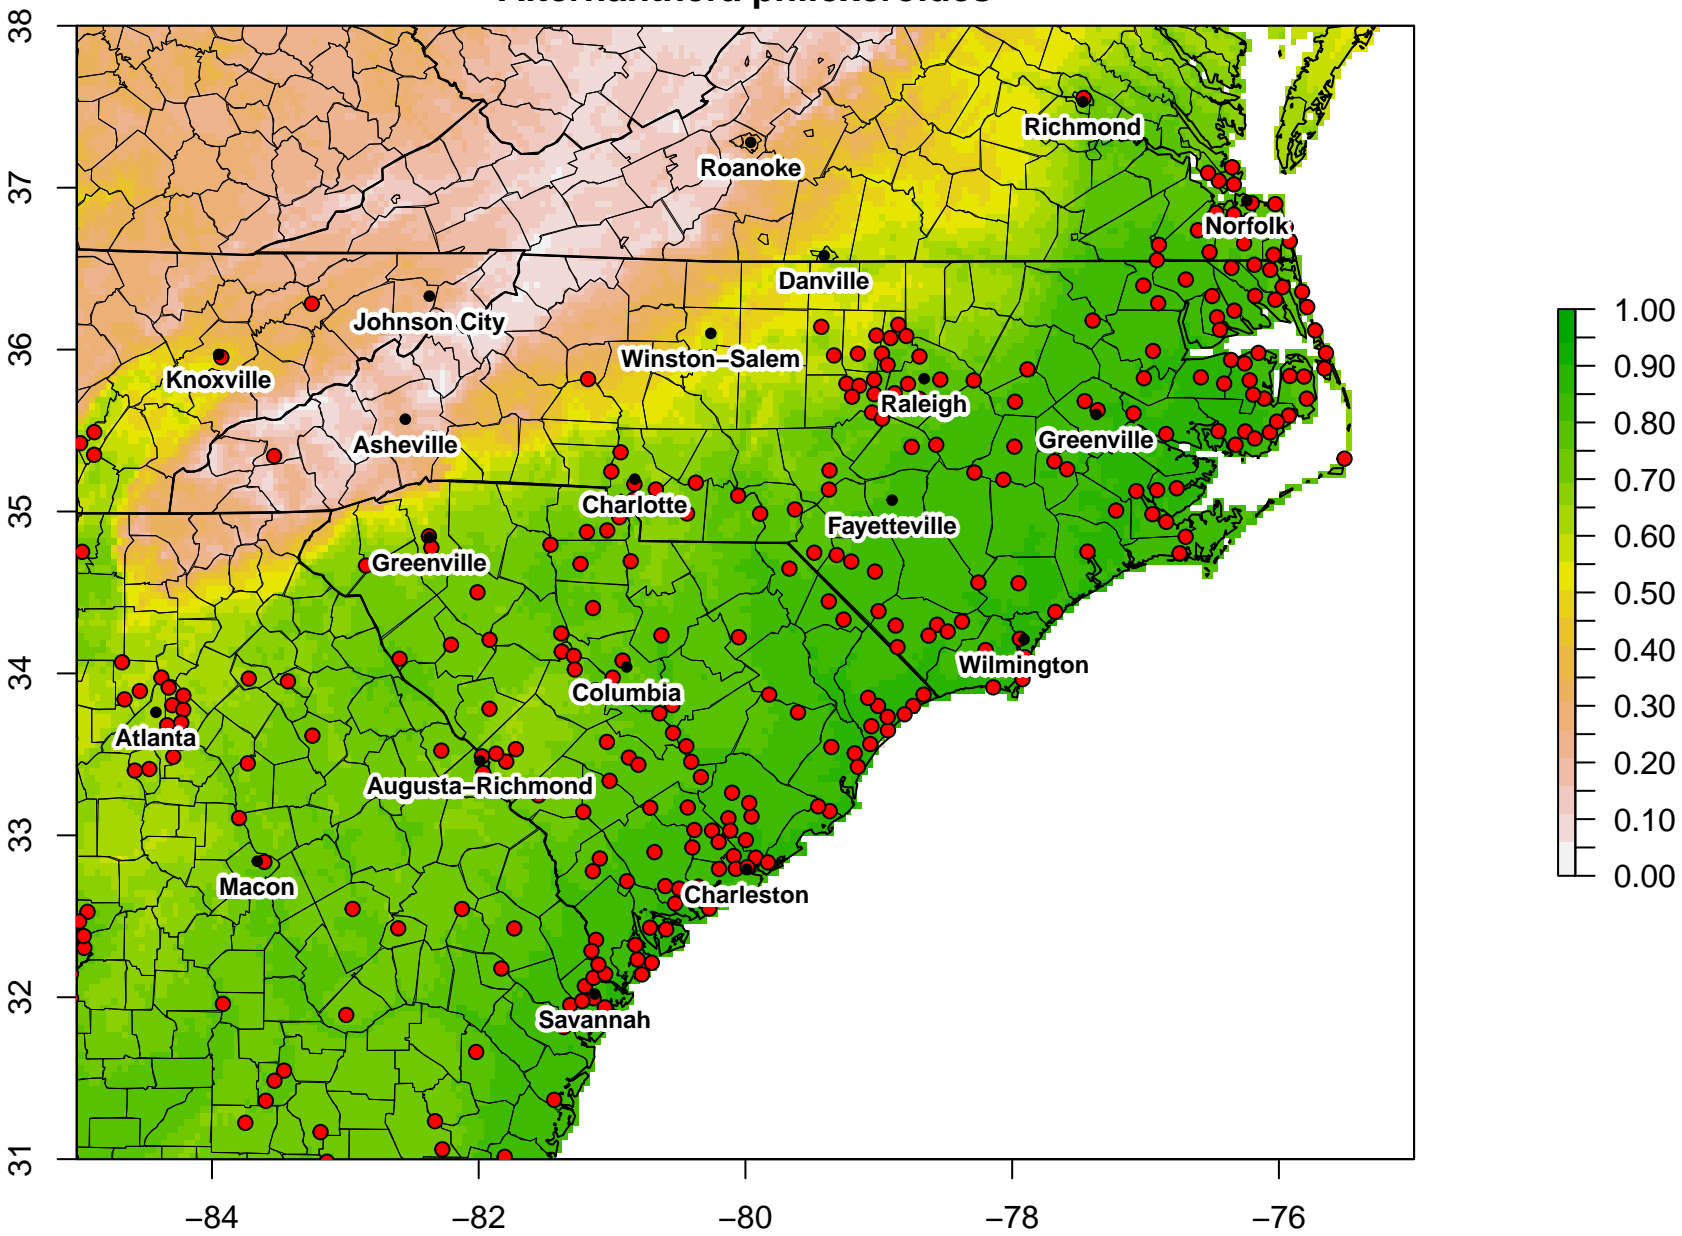 38
Richmond
Roanoke
37
Norfolk
Danville
1.00
Johnson City
0.90
36
Winston–Salem
Knoxville
0.80
Raleigh
Greenville
Asheville
0.70
35
Charlotte
Fayetteville
0.60
Greenville
0.50
34
Wilmington
0.40
Columbia
0.30
Atlanta
0.20
Augusta–Richmond
33
0.10
Macon
0.00
Charleston
32
Savannah
31
−84 −82 −80 −78 −76